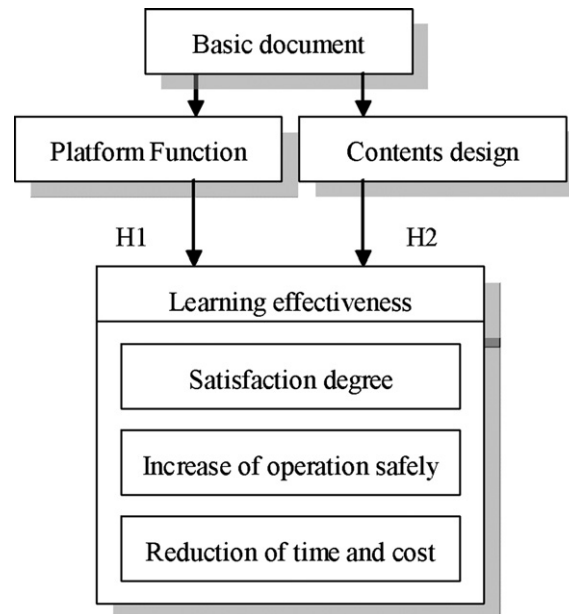 Basic document
Platform Function
Contents design
H1
H2
Learning effectiveness
Satisfaction degree
Increase of operation safely
Reduction of time and cost